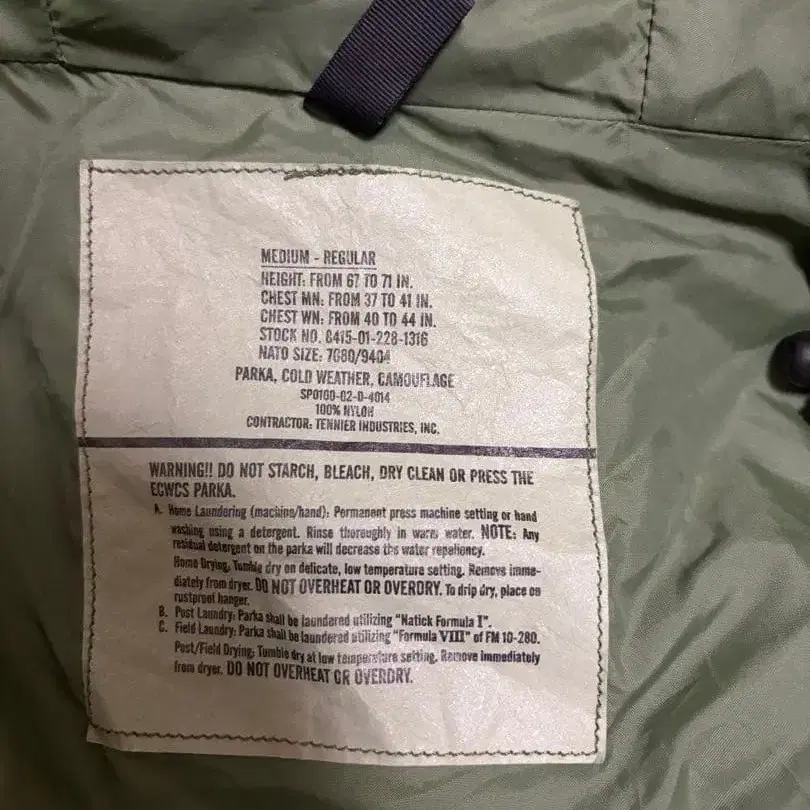 MEDIUM - REGULAR
HEIGHT: FROM 67 TO 71 IN.
CHEST MN: FROM 37 TO 41 IN.
CHEST WN: FROM 40 TO 44 IN.
STOCK NO. 8415-01-228-1316
NATO SIZE: 7080/9404
PARKA, COLD WEATHER, CAMOUFLAGE
SP0100-02-D-4014
100% NYLON
CONTRACTOR: TENNIER INDUSTRIES, INC.
WARNING!! DO NOT STARCH, BLEACH, DRY CLEAN OR PRESS THE
ECWCS PARKA.
A. Home Laundering (machine/hand): Permanent press machine setting or hand
washing using a detergent. Rinse thoroughly in warm water. NOTE: Any
residual detergent on the parka will decrease the water repellency.
Home Drying, Tumble dry on delicate, low temperature setting. Remove imme-
diately from dryer. DO NOT OVERHEAT OR OVERDRY. To drip dry, place on
rustproof hanger.
B. Post Laundry: Parka shall be laundered utilizing "Natick Formula I".
C. Field Laundry: Parka shall be laundered utilizing "Formula VIII" of FM 10-280.
Post/Field Drying: Tumble dry at low temperature setting. Remove immediately
from dryer. DO NOT OVERHEAT OR OVERDRY.